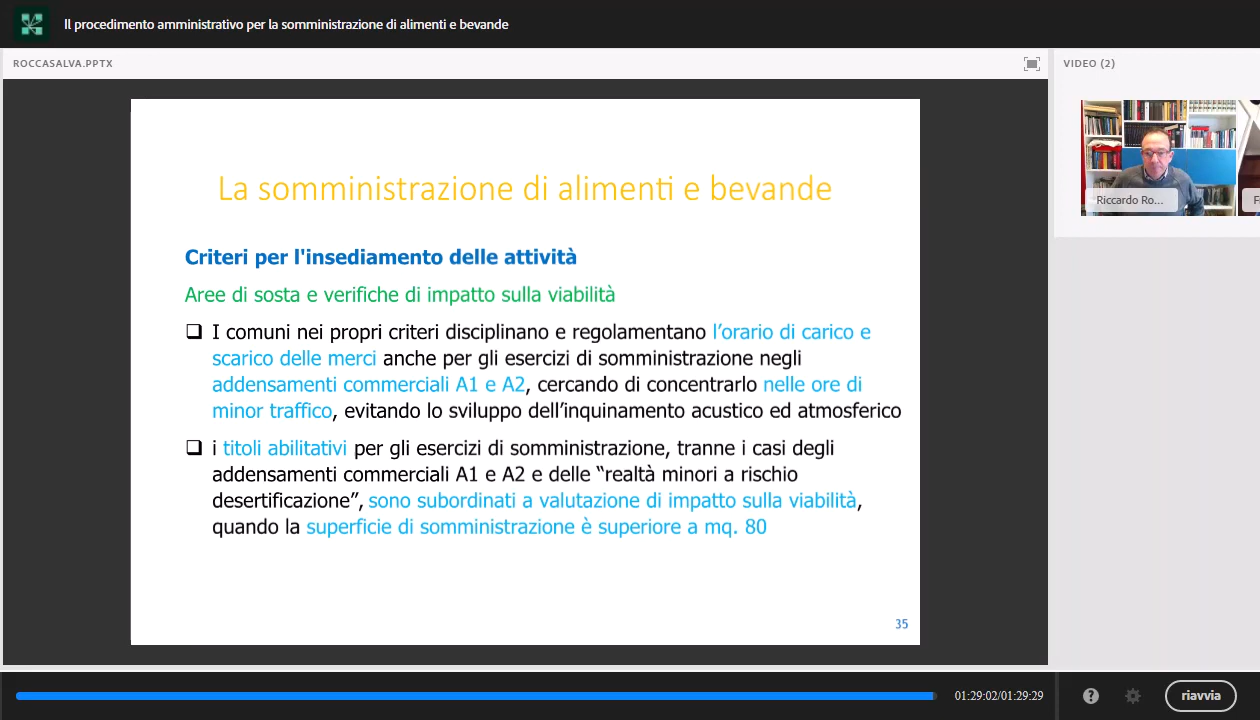 Il procedimento amministrativo per la somministrazione di alimenti e bevande
ROCCASALVA.PPTX
VIDEO (2)
La somministrazione di alimenti e bevande
Criteri per l'insediamento delle attività
Aree di sosta e verifiche di impatto sulla viabilità
❑ I comuni nei propri criteri disciplinano e regolamentano l’orario di carico e
scarico delle merci anche per gli esercizi di somministrazione negli
addensamenti commerciali A1 e A2, cercando di concentrarlo nelle ore di
minor traffico, evitando lo sviluppo dell’inquinamento acustico ed atmosferico
❑ i titoli abilitativi per gli esercizi di somministrazione, tranne i casi degli
addensamenti commerciali A1 e A2 e delle “realtà minori a rischio
desertificazione”, sono subordinati a valutazione di impatto sulla viabilità,
quando la superficie di somministrazione è superiore a mq. 80
35
Riccardo Ro...
01:29:02/01:29:29
?
riavvia